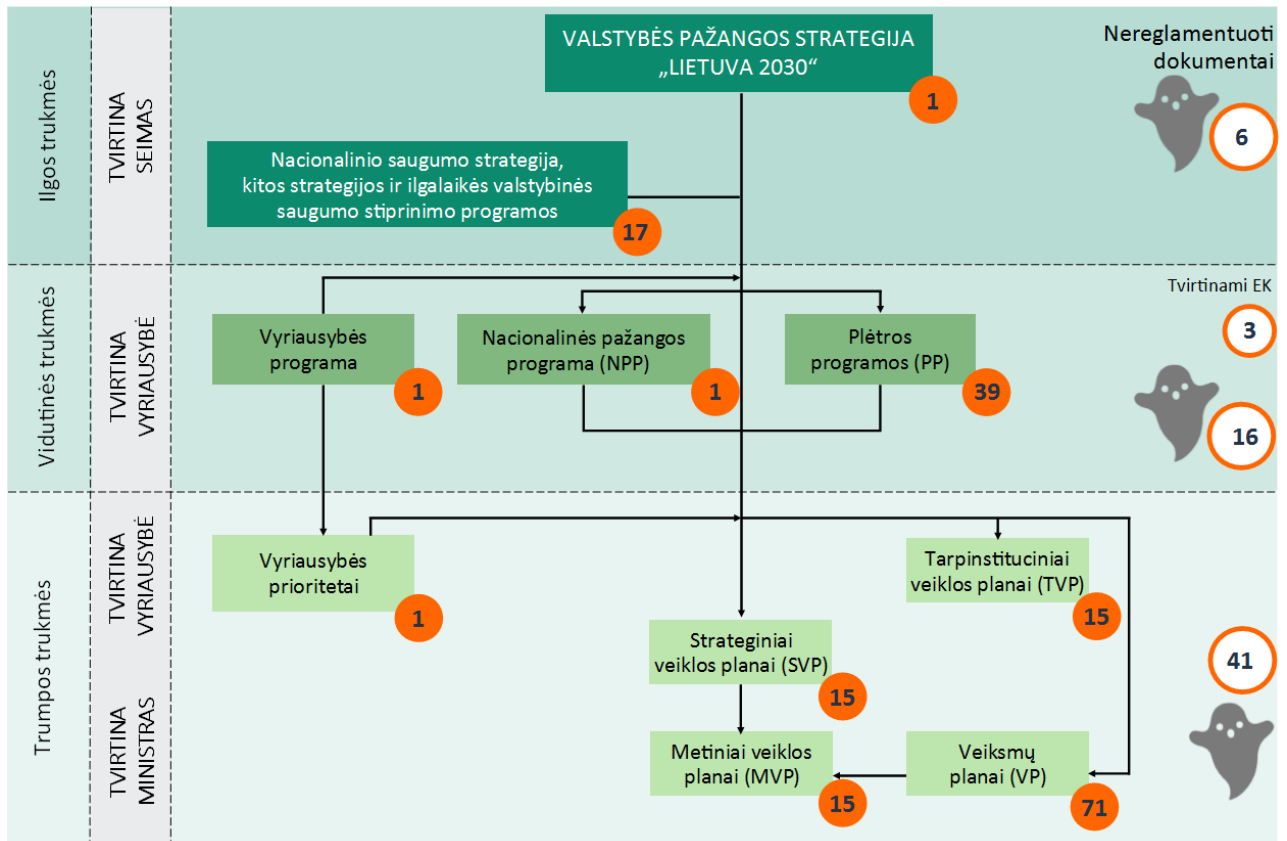 VALSTYBĖS PAŽANGOS STRATEGIJA
„LIETUVA 2030“
1
Nereglamentuoti
dokumentai
6
Ilgos trukmės
TVIRTINA
SEIMAS
Nacionalinio saugumo strategija,
kitos strategijos ir ilgalaikės valstybinės
saugumo stiprinimo programos
17
Vidutinės trukmės
TVIRTINA
VYRIAUSYBĖ
Vyriausybės
programa
1
Nacionalinės pažangos
programa (NPP)
1
Plėtros
programos (PP)
39
Tvirtinami EK
3
16
Trumpos trukmės
TVIRTINA
VYRIAUSYBĖ
Vyriausybės
prioritetai
1
Tarpinstituciniai
veiklos planai (TVP)
15
Strateginiai
veiklos planai (SVP)
15
41
TVIRTINA
MINISTRAS
Metiniai veiklos
planai (MVP)
15
Veiksmų
planai (VP)
71